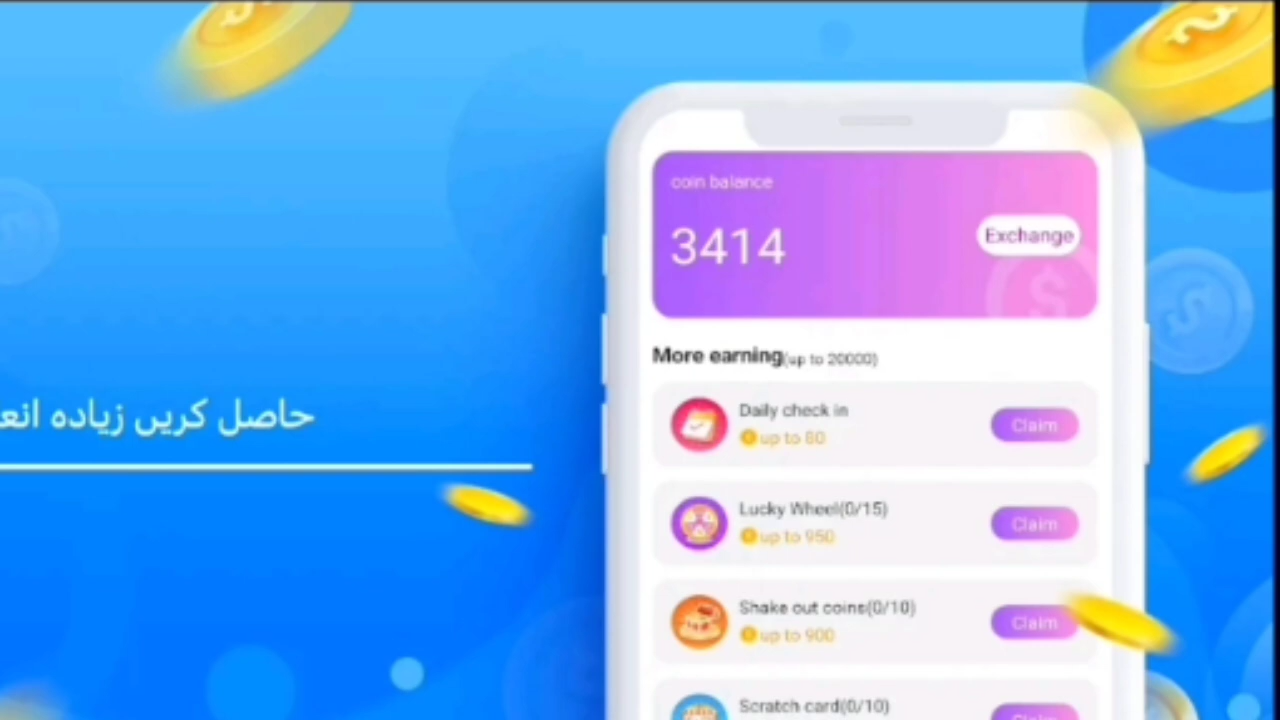 coin balance
3414
Exchange
More earning(up to 20000)
حاصل کریں زیادہ
Daily check in
up to 80
Claim
Lucky Wheel(0/15)
up to 950
Claim
Shake out coins(0/10)
up to 900
Claim
Scratch card(0/10)
Claim